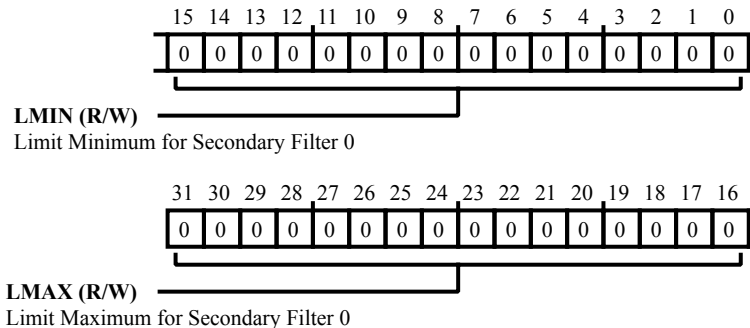 15 14 13 12 11 10 9 8 7 6 5 4 3 2 1 0
0 0 0 0 0 0 0 0 0 0 0 0 0 0 0 0
LMIN (R/W)
Limit Minimum for Secondary Filter 0
31 30 29 28 27 26 25 24 23 22 21 20 19 18 17 16
0 0 0 0 0 0 0 0 0 0 0 0 0 0 0 0
LMAX (R/W)
Limit Maximum for Secondary Filter 0